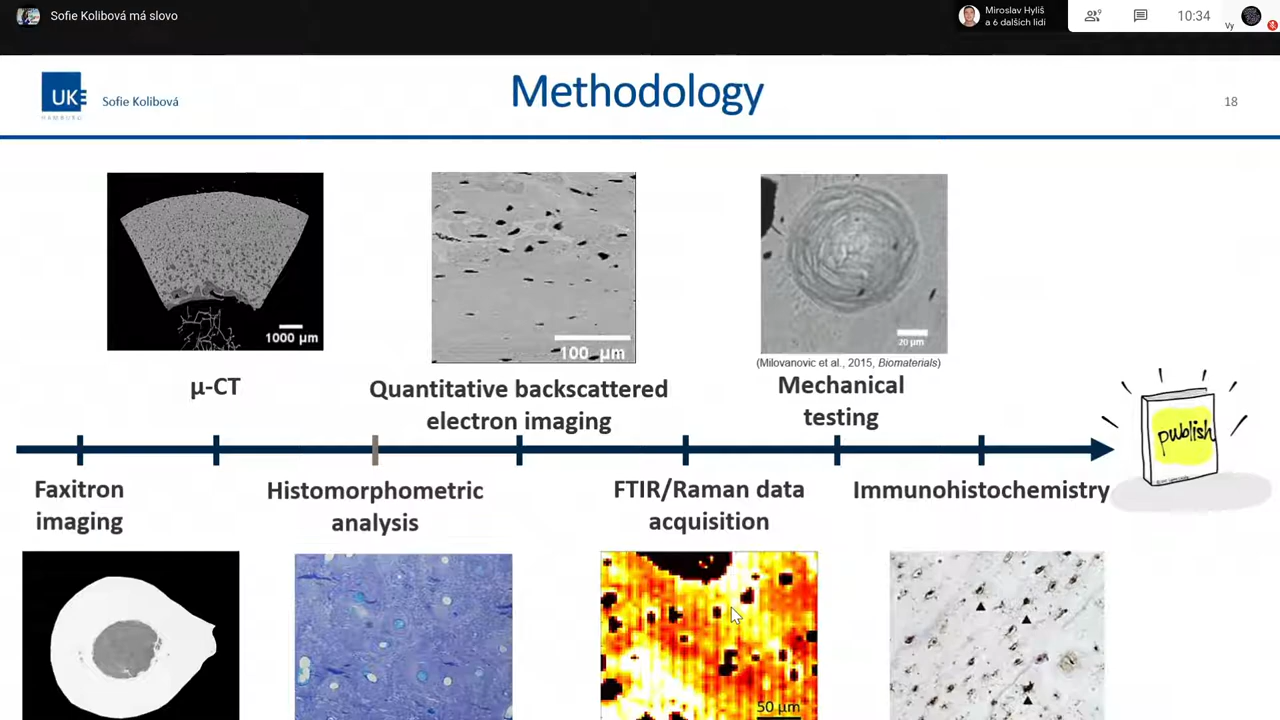 Sofie Kolibová má slovo
Miroslav Hyliš
a 6 dalších lidí
9
10:34
Vy
UKE
HAMBURG
Sofie Kolibová
Methodology
18
1000 µm
100 µm
20 µm
(Milovanovic et al., 2015, Biomaterials)
µ-CT
Quantitative backscattered
electron imaging
Mechanical
testing
publish
Faxitron
imaging
Histomorphometric
analysis
FTIR/Raman data
acquisition
Immunohistochemistry
50 µm